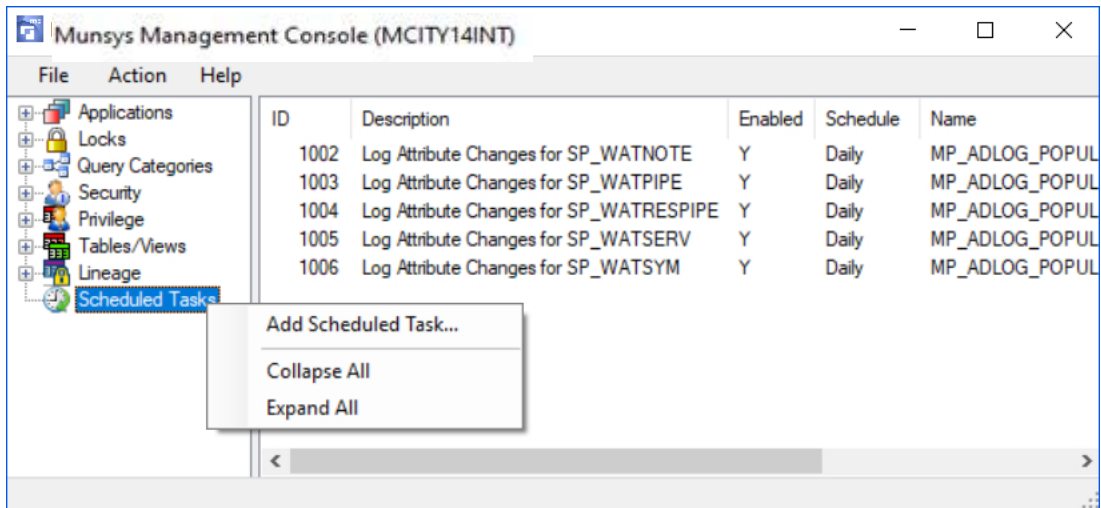 Munsys Management Console (MCITY14INT)
File Action Help
Applications
Locks
Query Categories
Security
Privilege
Tables/Views
Lineage
Scheduled Tasks
Add Scheduled Task...
Collapse All
Expand All
ID Description Enabled Schedule Name
1002 Log Attribute Changes for SP_WATNOTE Y Daily MP_ADLOG_POPUL
1003 Log Attribute Changes for SP_WATPIPE Y Daily MP_ADLOG_POPUL
1004 Log Attribute Changes for SP_WATRESPIPE Y Daily MP_ADLOG_POPUL
1005 Log Attribute Changes for SP_WATSERV Y Daily MP_ADLOG_POPUL
1006 Log Attribute Changes for SP_WATSYM Y Daily MP_ADLOG_POPUL